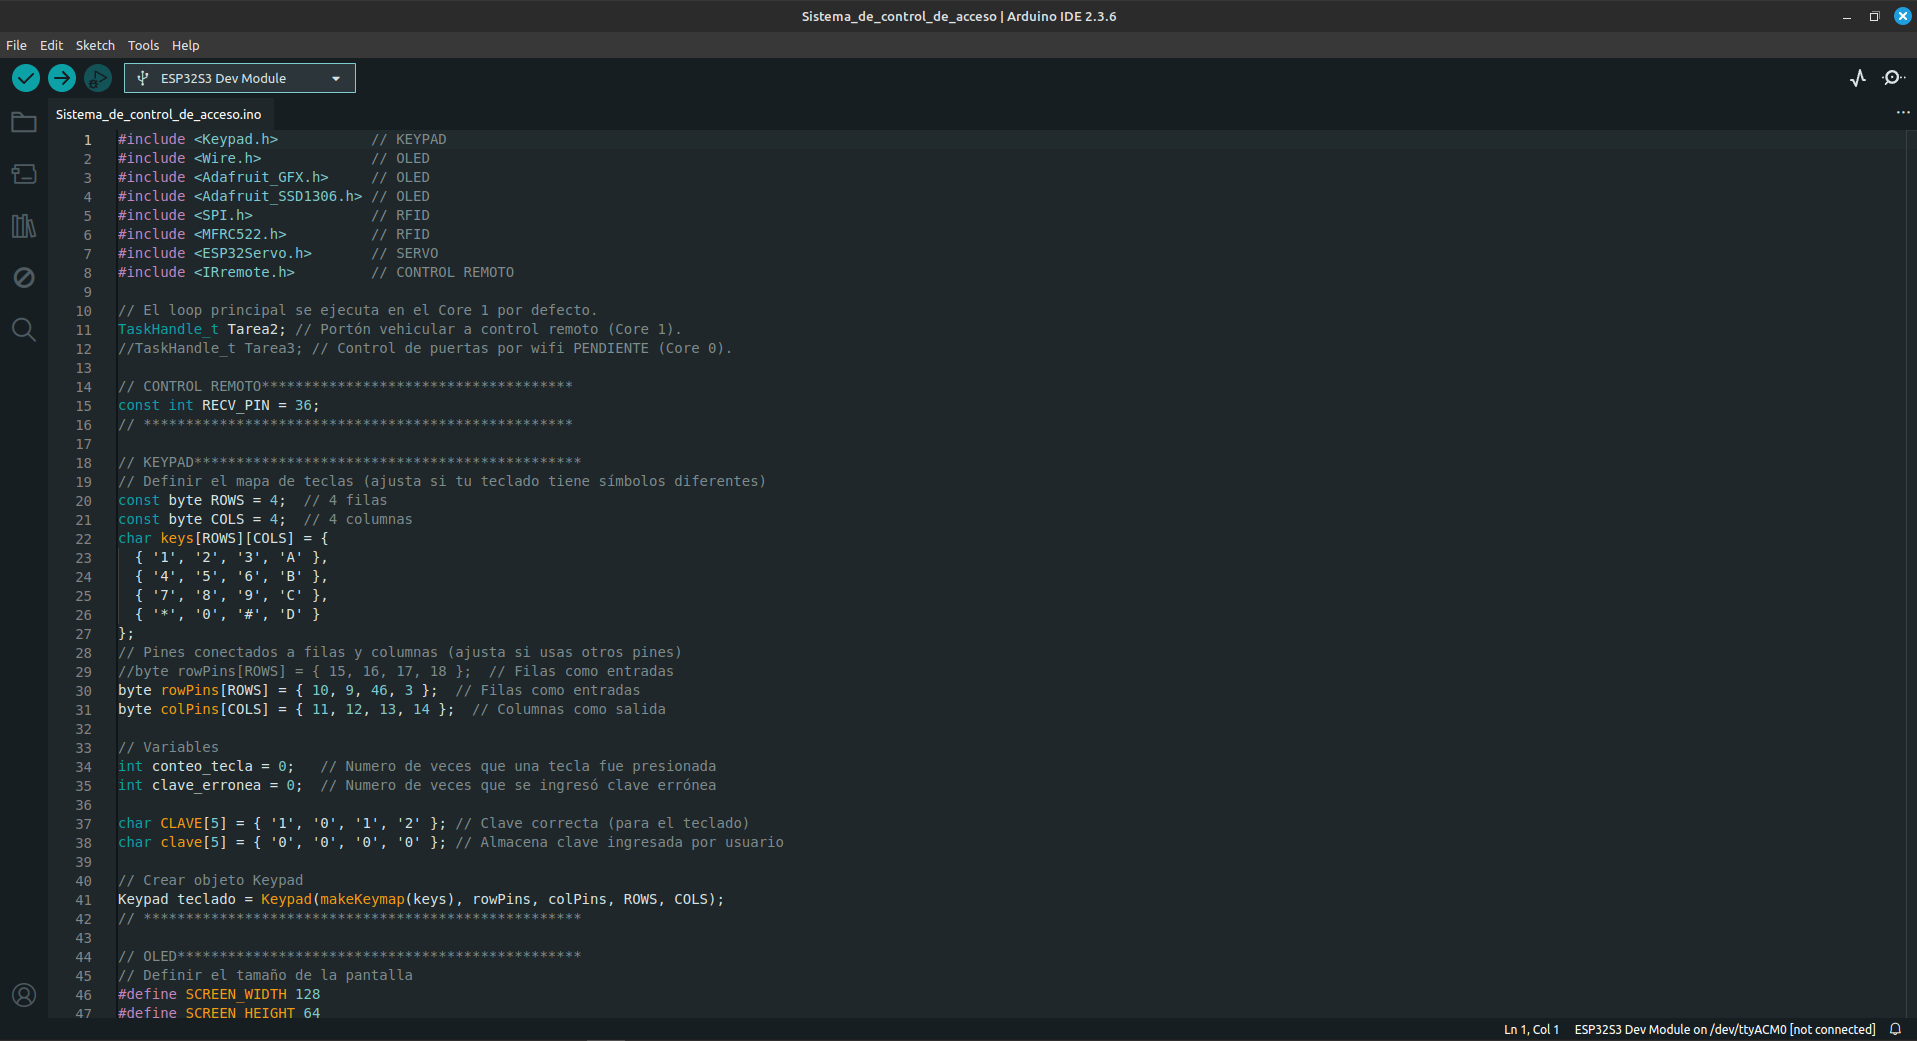 Sistema_de_control_de_acceso | Arduino IDE 2.3.6
File Edit Sketch Tools Help
ESP32S3 Dev Module
Sistema_de_control_de_acceso.ino
1 #include <Keypad.h>           // KEYPAD
2 #include <Wire.h>             // OLED
3 #include <Adafruit_GFX.h>     // OLED
4 #include <Adafruit_SSD1306.h> // OLED
5 #include <SPI.h>              // RFID
6 #include <MFRC522.h>          // RFID
7 #include <ESP32Servo.h>       // SERVO
8 #include <IRremote.h>         // CONTROL REMOTO
9
10 // El loop principal se ejecuta en el Core 1 por defecto.
11 TaskHandle_t Tarea2; // Portón vehicular a control remoto (Core 1).
12 //TaskHandle_t Tarea3; // Control de puertas por wifi PENDIENTE (Core 0).
13
14 // CONTROL REMOTO*************************************
15 const int RECV_PIN = 36;
16 // ***************************************************
17
18 // KEYPAD**********************************************
19 // Definir el mapa de teclas (ajusta si tu teclado tiene símbolos diferentes)
20 const byte ROWS = 4;  // 4 filas
21 const byte COLS = 4;  // 4 columnas
22 char keys[ROWS][COLS] = {
23   { '1', '2', '3', 'A' },
24   { '4', '5', '6', 'B' },
25   { '7', '8', '9', 'C' },
26   { '*', '0', '#', 'D' }
27 };
28 // Pines conectados a filas y columnas (ajusta si usas otros pines)
29 //byte rowPins[ROWS] = { 15, 16, 17, 18 };  // Filas como entradas
30 byte rowPins[ROWS] = { 10, 9, 46, 3 };  // Filas como entradas
31 byte colPins[COLS] = { 11, 12, 13, 14 };  // Columnas como salida
32
33 // Variables
34 int conteo_tecla = 0;   // Numero de veces que una tecla fue presionada
35 int clave_erronea = 0;  // Numero de veces que se ingresó clave errónea
36
37 char CLAVE[5] = { '1', '0', '1', '2' }; // Clave correcta (para el teclado)
38 char clave[5] = { '0', '0', '0', '0' }; // Almacena clave ingresada por usuario
39
40 // Crear objeto Keypad
41 Keypad teclado = Keypad(makeKeymap(keys), rowPins, colPins, ROWS, COLS);
42 // ****************************************************
43
44 // OLED************************************************
45 // Definir el tamaño de la pantalla
46 #define SCREEN_WIDTH 128
47 #define SCREEN_HEIGHT 64
Ln 1, Col 1 ESP32S3 Dev Module on /dev/ttyACM0 [not connected]